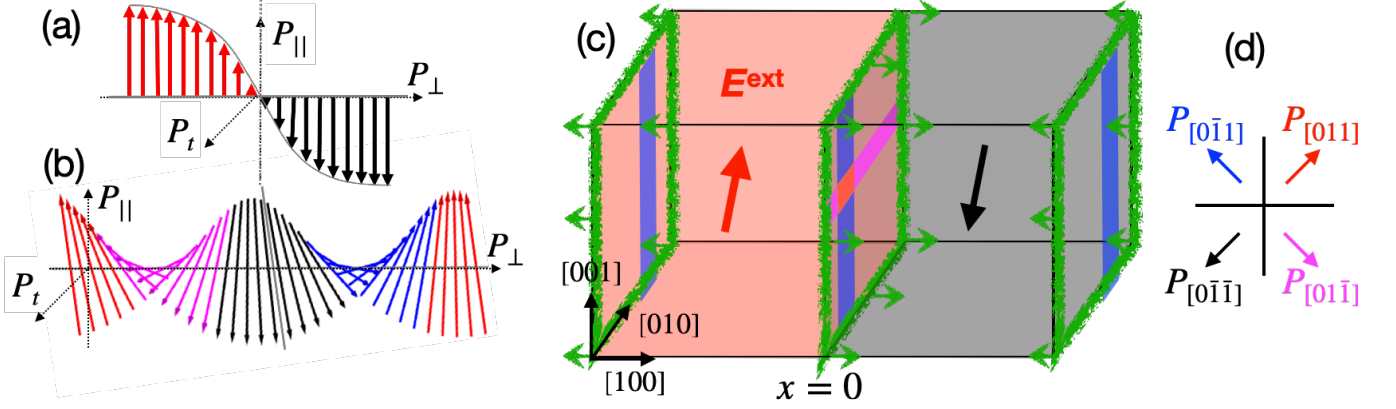 (a)
P||
P⊥
Pt
(b)
P||
P⊥
Pt
(c)
Eext
[001]
[010]
[100]
x = 0
(d)
P[01̄1]
P[011]
P[01̄1̄]
P[011̄]